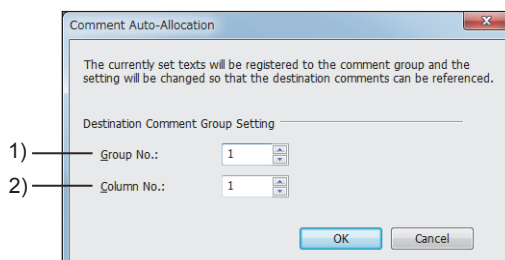 Comment Auto-Allocation
The currently set texts will be registered to the comment group and the
setting will be changed so that the destination comments can be referenced.
Destination Comment Group Setting
1) Group No.: 1
2) Column No.: 1
OK Cancel